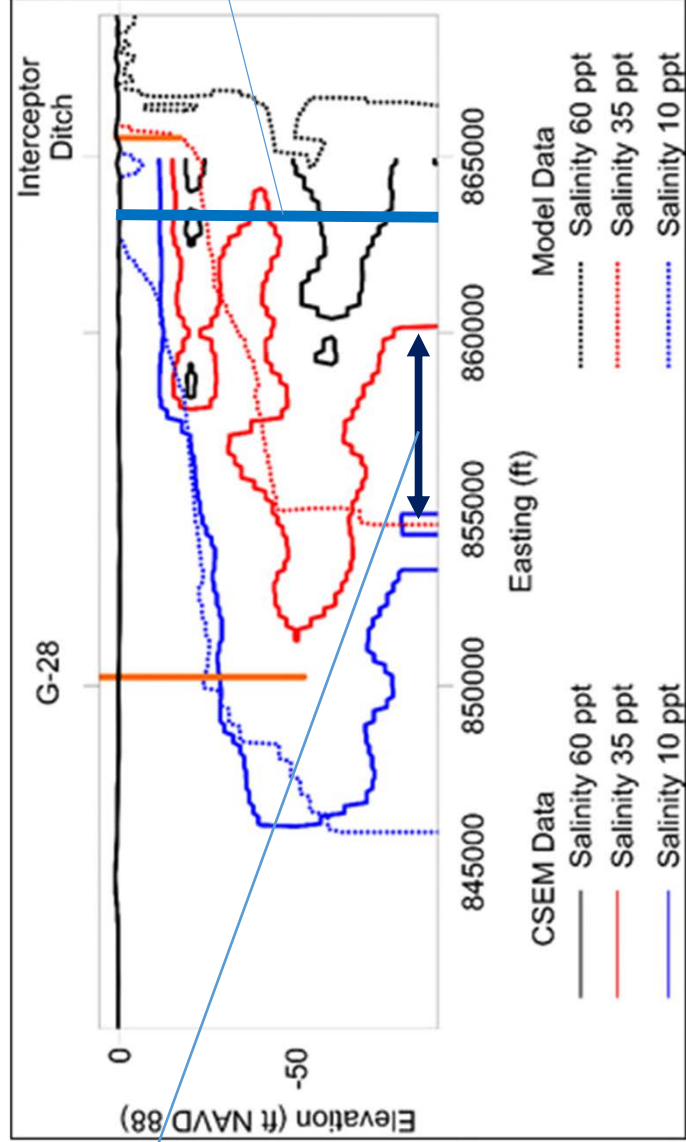 G-28
Interceptor
Ditch
Elevation (ft NAVD 88)
0
-50
845000
850000
855000
860000
865000
Easting (ft)
CSEM Data
Salinity 60 ppt
Salinity 35 ppt
Salinity 10 ppt
Model Data
Salinity 60 ppt
Salinity 35 ppt
Salinity 10 ppt